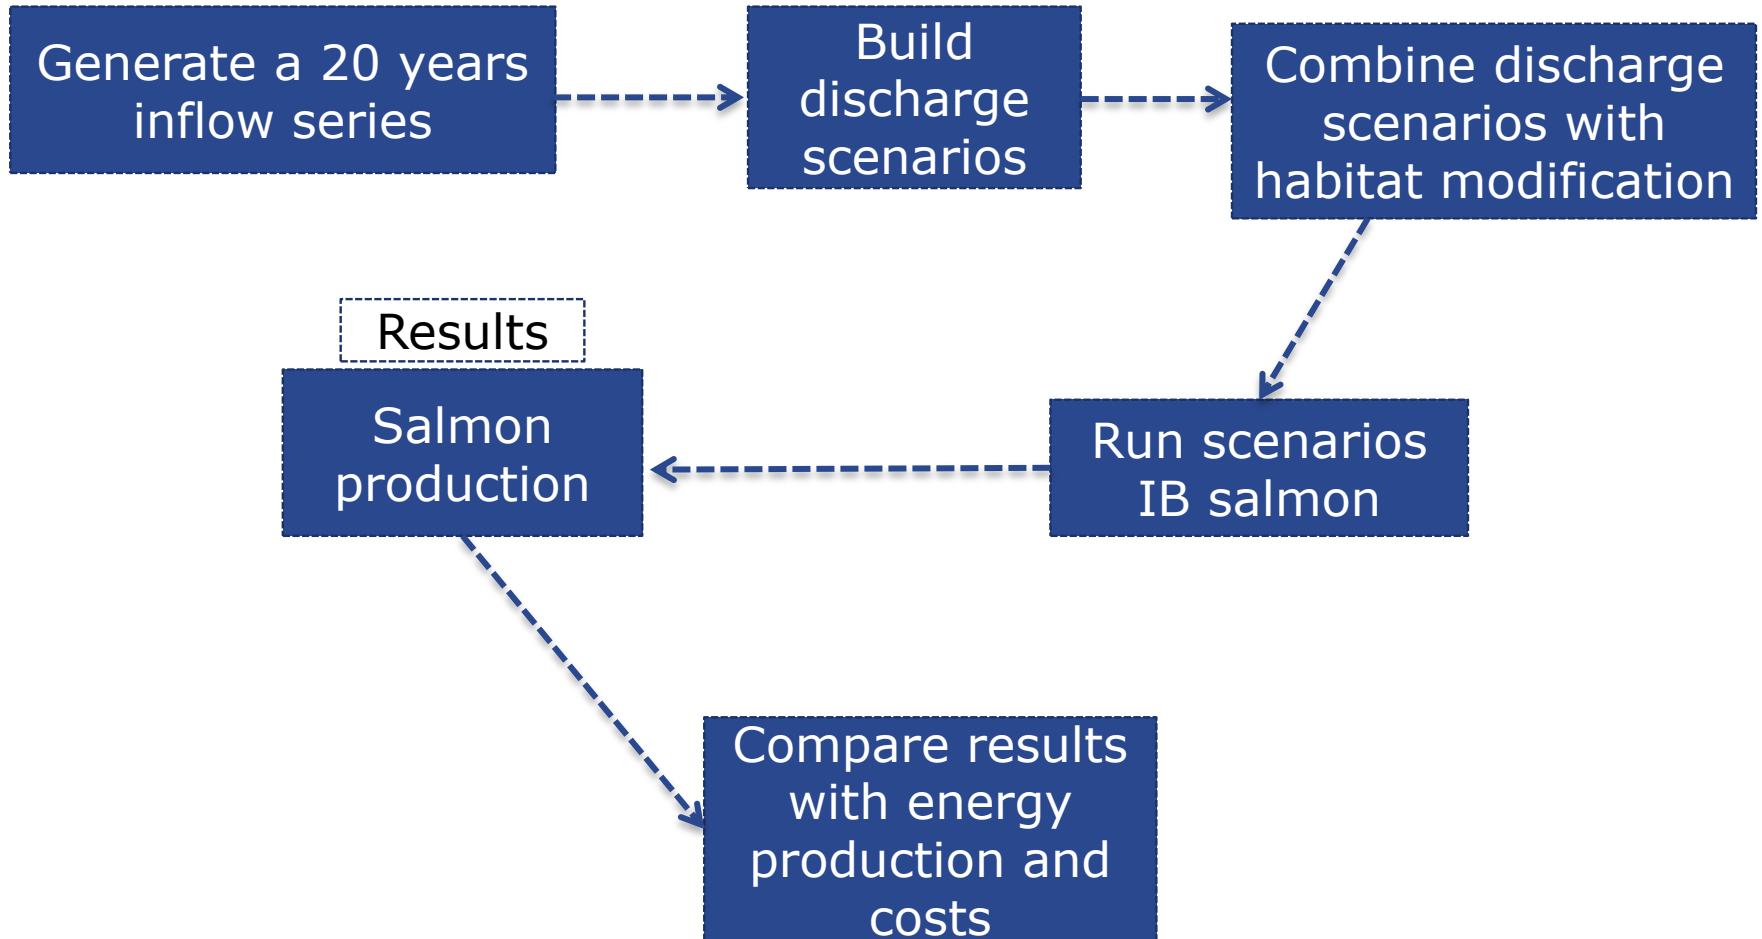 Generate a 20 years
inflow series
Build
discharge
scenarios
Combine discharge
scenarios with
habitat modification
Results
Salmon
production
Run scenarios
IB salmon
Compare results
with energy
production and
costs